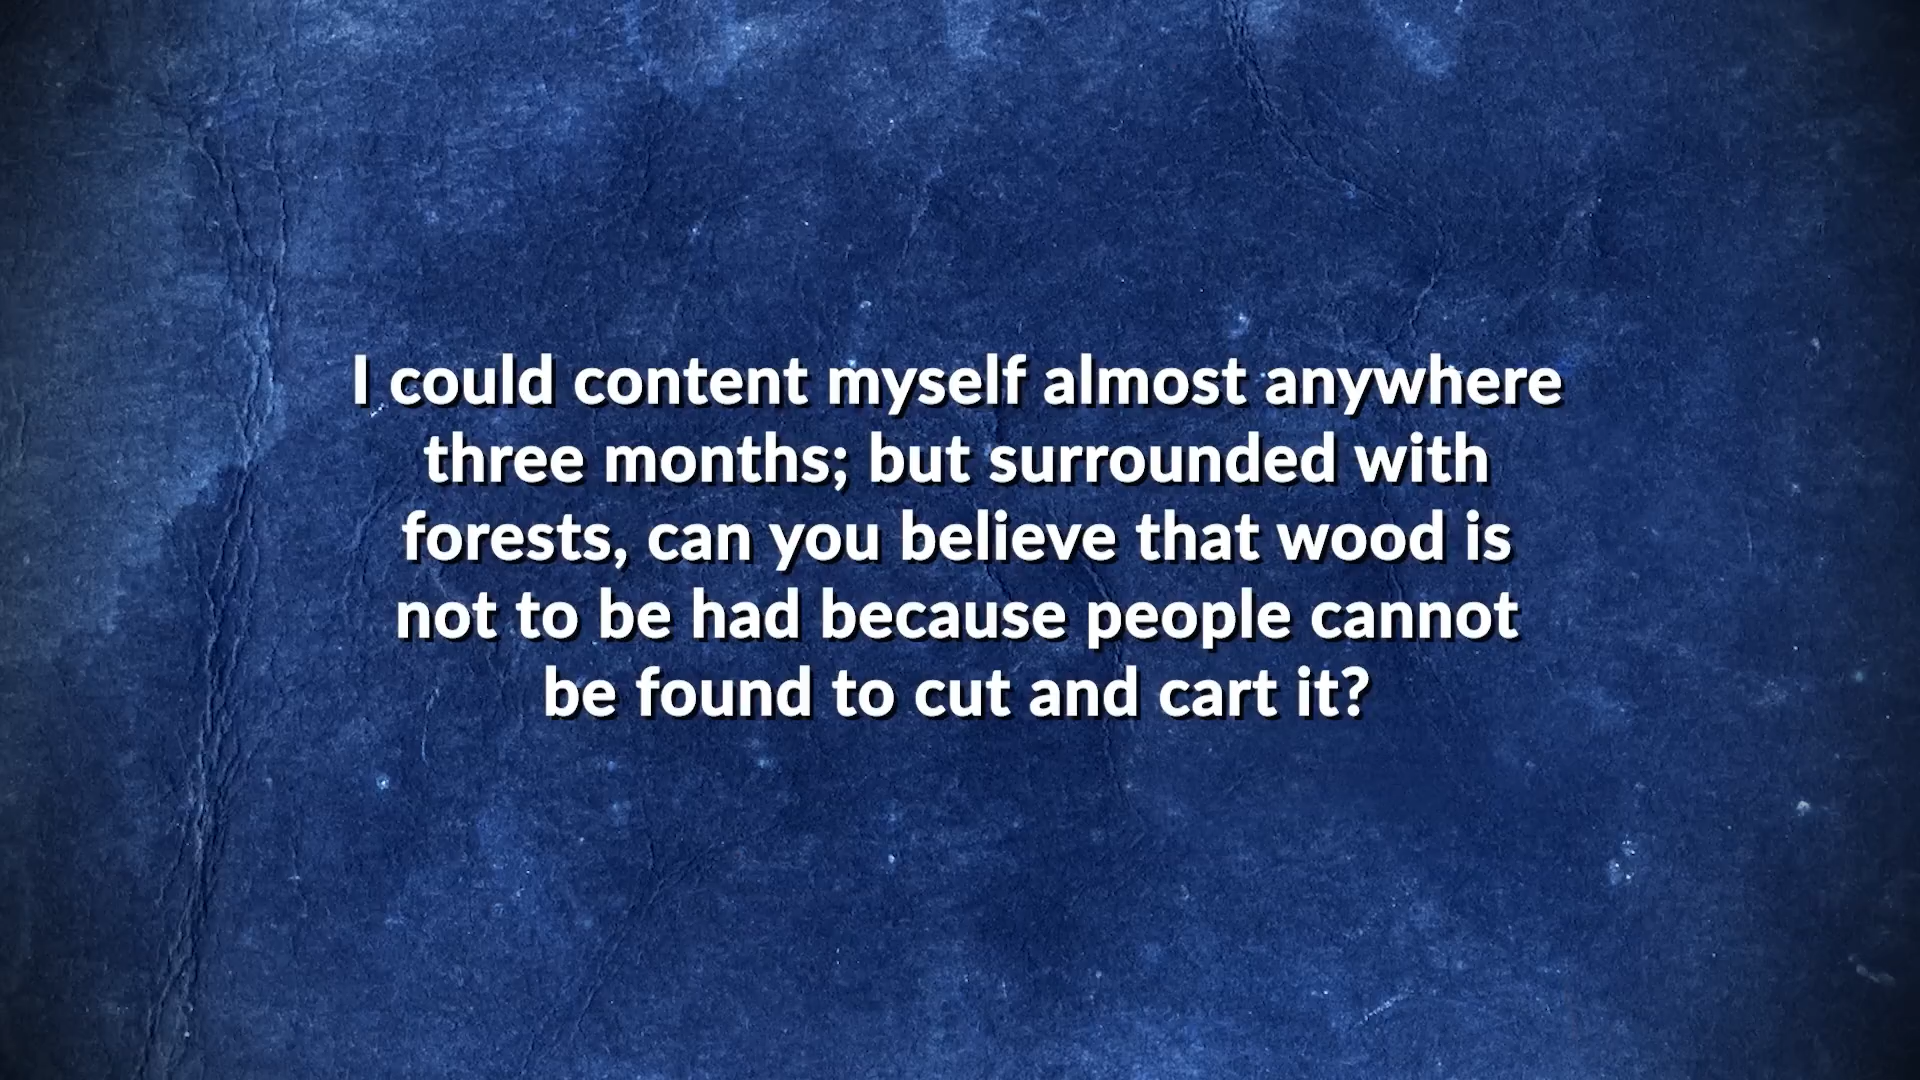 I could content myself almost anywhere
three months; but surrounded with
forests, can you believe that wood is
not to be had because people cannot
be found to cut and cart it?